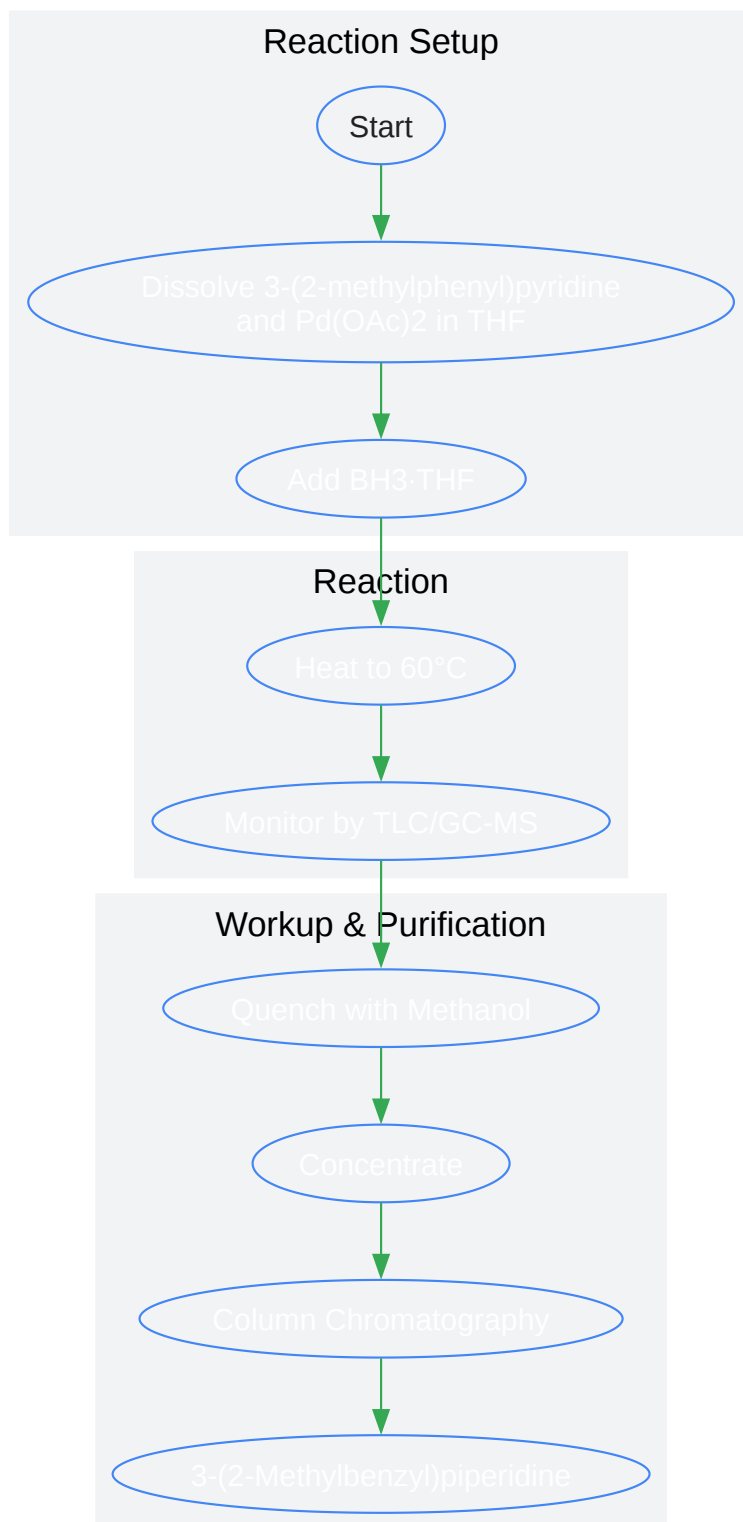 Reaction Setup
Start
Dissolve 3-(2-methylphenyl)pyridine
and Pd(OAc)2 in THF
Add BH3·THF
Reaction
Heat to 60°C
Monitor by TLC/GC-MS
Workup & Purification
Quench with Methanol
Concentrate
Column Chromatography
3-(2-Methylbenzyl)piperidine